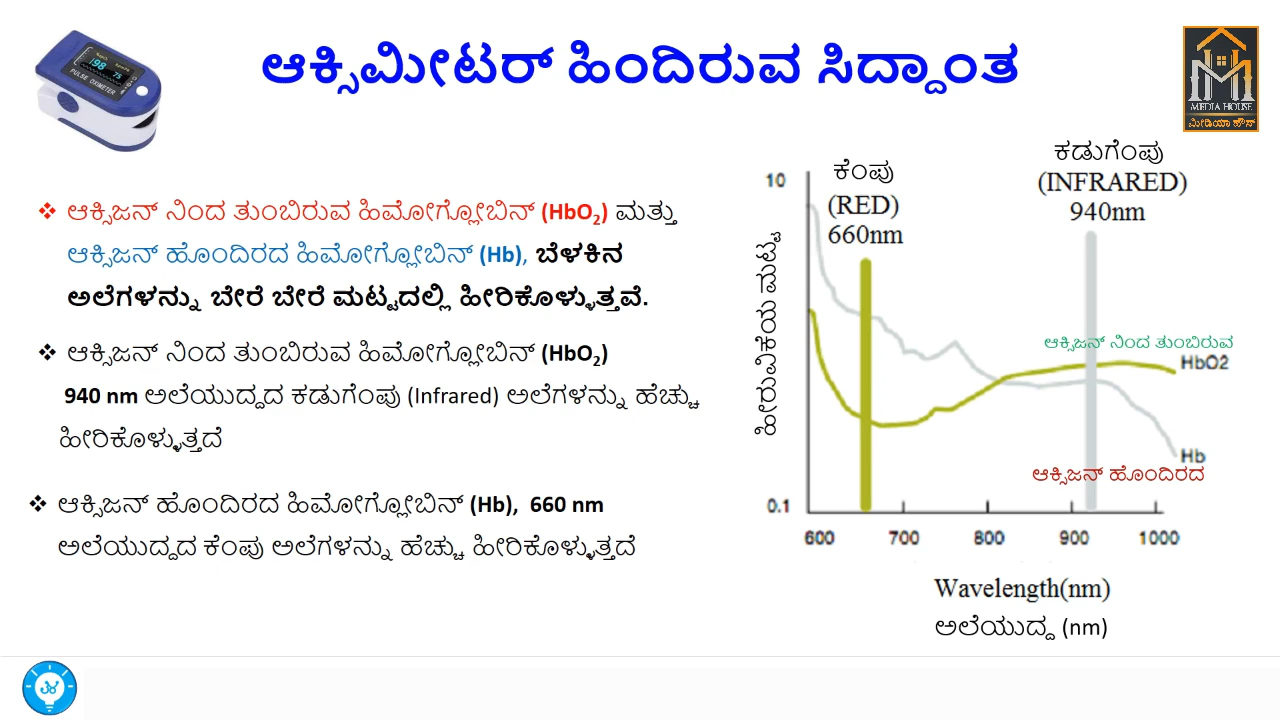 ಆಕ್ಸಿಮೀಟರ್ ಹಿಂದಿರುವ ಸಿದ್ದಾಂತ
98
75
PULSE OXIMETER
MEDIA HOUSE
ಮೀಡಿಯಾ ಹೌಸ್
❖ ಆಕ್ಸಿಜನ್ ನಿಂದ ತುಂಬಿರುವ ಹಿಮೋಗ್ಲೋಬಿನ್ (HbO2) ಮತ್ತು
ಆಕ್ಸಿಜನ್ ಹೊಂದಿರದ ಹಿಮೋಗ್ಲೋಬಿನ್ (Hb), ಬೆಳಕಿನ
ಅಲೆಗಳನ್ನು ಬೇರೆ ಬೇರೆ ಮಟ್ಟದಲ್ಲಿ ಹೀರಿಕೊಳ್ಳುತ್ತವೆ.
❖ ಆಕ್ಸಿಜನ್ ನಿಂದ ತುಂಬಿರುವ ಹಿಮೋಗ್ಲೋಬಿನ್ (HbO2)
940 nm ಅಲೆಯುದ್ದದ ಕಡುಗೆಂಪು (Infrared) ಅಲೆಗಳನ್ನು ಹೆಚ್ಚು
ಹೀರಿಕೊಳ್ಳುತ್ತದೆ
❖ ಆಕ್ಸಿಜನ್ ಹೊಂದಿರದ ಹಿಮೋಗ್ಲೋಬಿನ್ (Hb), 660 nm
ಅಲೆಯುದ್ದದ ಕೆಂಪು ಅಲೆಗಳನ್ನು ಹೆಚ್ಚು ಹೀರಿಕೊಳ್ಳುತ್ತದೆ
ಹೀರುವಿಕೆಯ ಮಟ್ಟ
10
0.1
ಕೆಂಪು
(RED)
660nm
ಕಡುಗೆಂಪು
(INFRARED)
940nm
ಆಕ್ಸಿಜನ್ ನಿಂದ ತುಂಬಿರುವ
HbO2
Hb
ಆಕ್ಸಿಜನ್ ಹೊಂದಿರದ
600 700 800 900 1000
Wavelength(nm)
ಅಲೆಯುದ್ದ (nm)